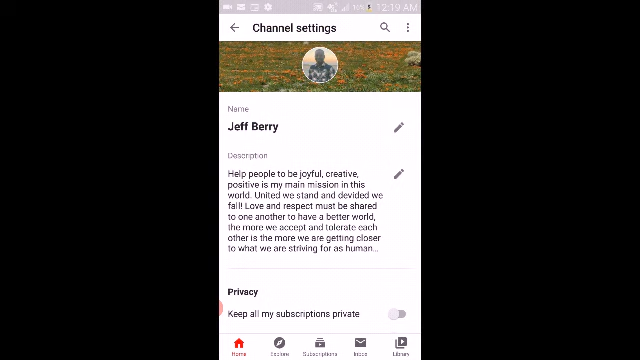 16% 12:19 AM
Channel settings
Name
Jeff Berry
Description
Help people to be joyful, creative,
positive is my main mission in this
world. United we stand and decided we
fall! Love and respect must be shared
to one another to have a better world,
the more we accept and tolerate each
other is the more we are getting closer
to what we are striving for as human...
Privacy
Keep all my subscriptions private
Home Explore Subscriptions Inbox Library